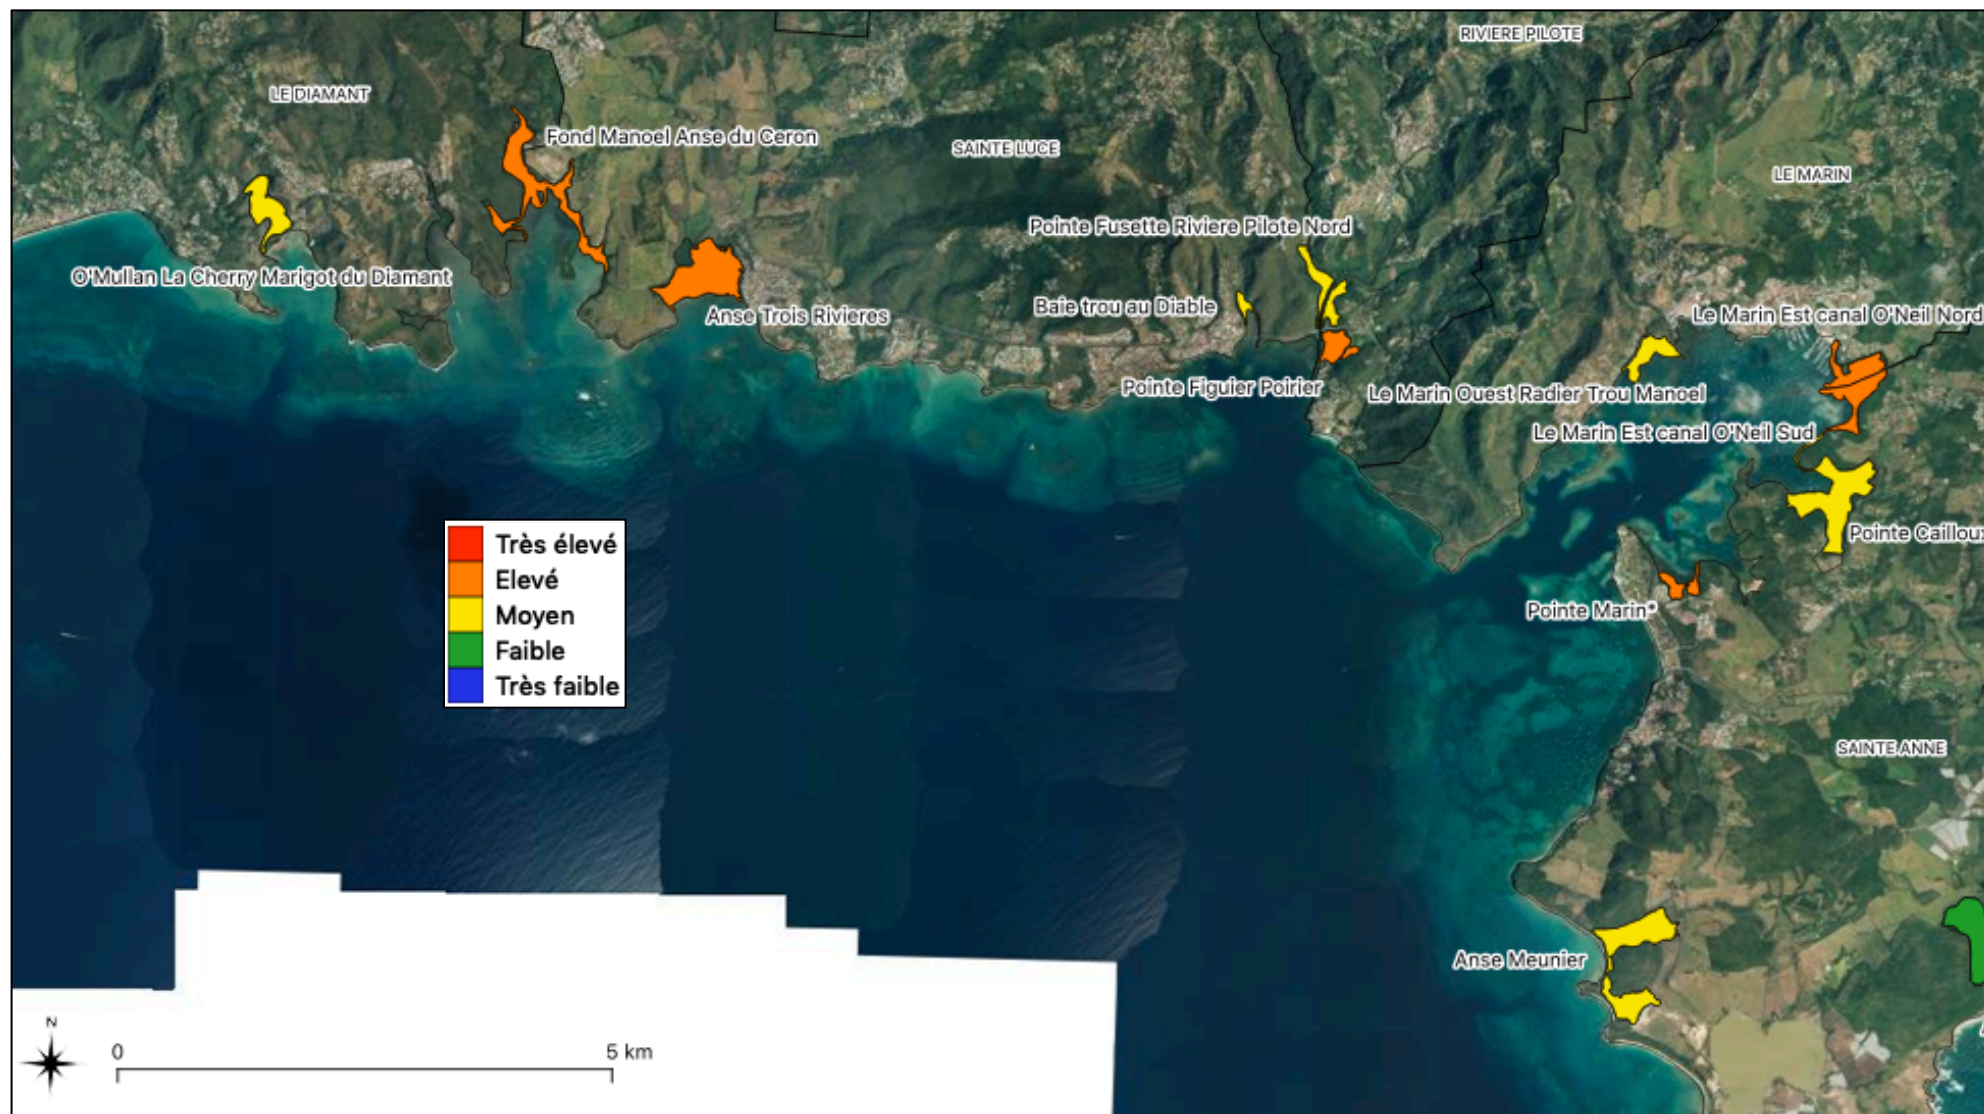 RIVIERE PILOTE
LE DIAMANT
Fond Manoel Anse du Ceron
SAINTE LUCE
LE MARIN
Pointe Fusette Riviere Pilote Nord
O'Mullan La Cherry Marigot du Diamant
Baie trou au Diable
Anse Trois Rivieres
Le Marin Est canal O'Neil Nord
Pointe Figuier Poirier
Le Marin Ouest Radier Trou Manoel
Le Marin Est canal O'Neil Sud
Pointe Cailloux
Très élevé
Elevé
Moyen
Faible
Très faible
Pointe Marin*
SAINTE ANNE
Anse Meunier
N
0 5 km